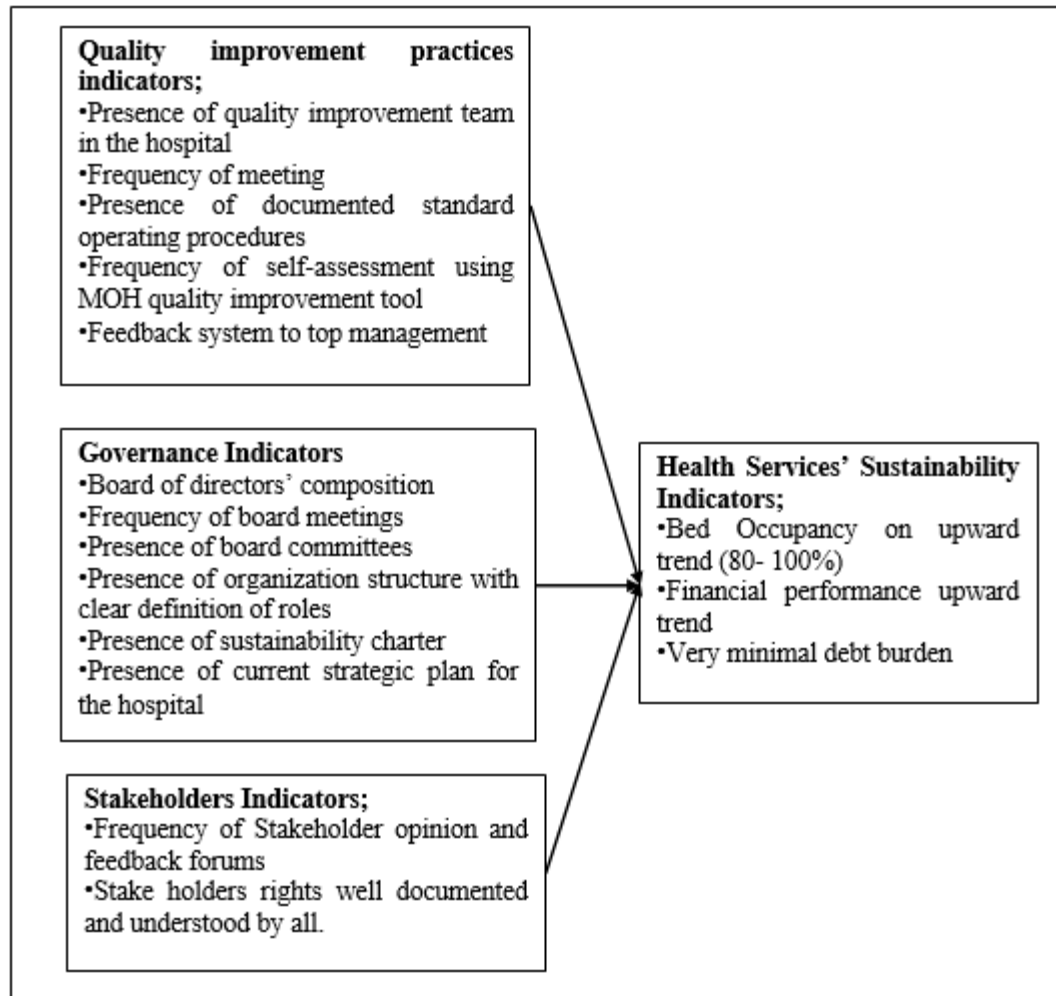 Quality improvement practices
indicators;
•Presence of quality improvement team
in the hospital
•Frequency of meeting
•Presence of documented standard
operating procedures
•Frequency of self-assessment using
MOH quality improvement tool
•Feedback system to top management
Governance Indicators
•Board of directors’ composition
•Frequency of board meetings
•Presence of board committees
•Presence of organization structure with
clear definition of roles
•Presence of sustainability charter
•Presence of current strategic plan for
the hospital
Stakeholders Indicators;
•Frequency of Stakeholder opinion and
feedback forums
•Stake holders rights well documented
and understood by all.
Health Services’ Sustainability
Indicators;
•Bed Occupancy on upward
trend (80- 100%)
•Financial performance upward
trend
•Very minimal debt burden